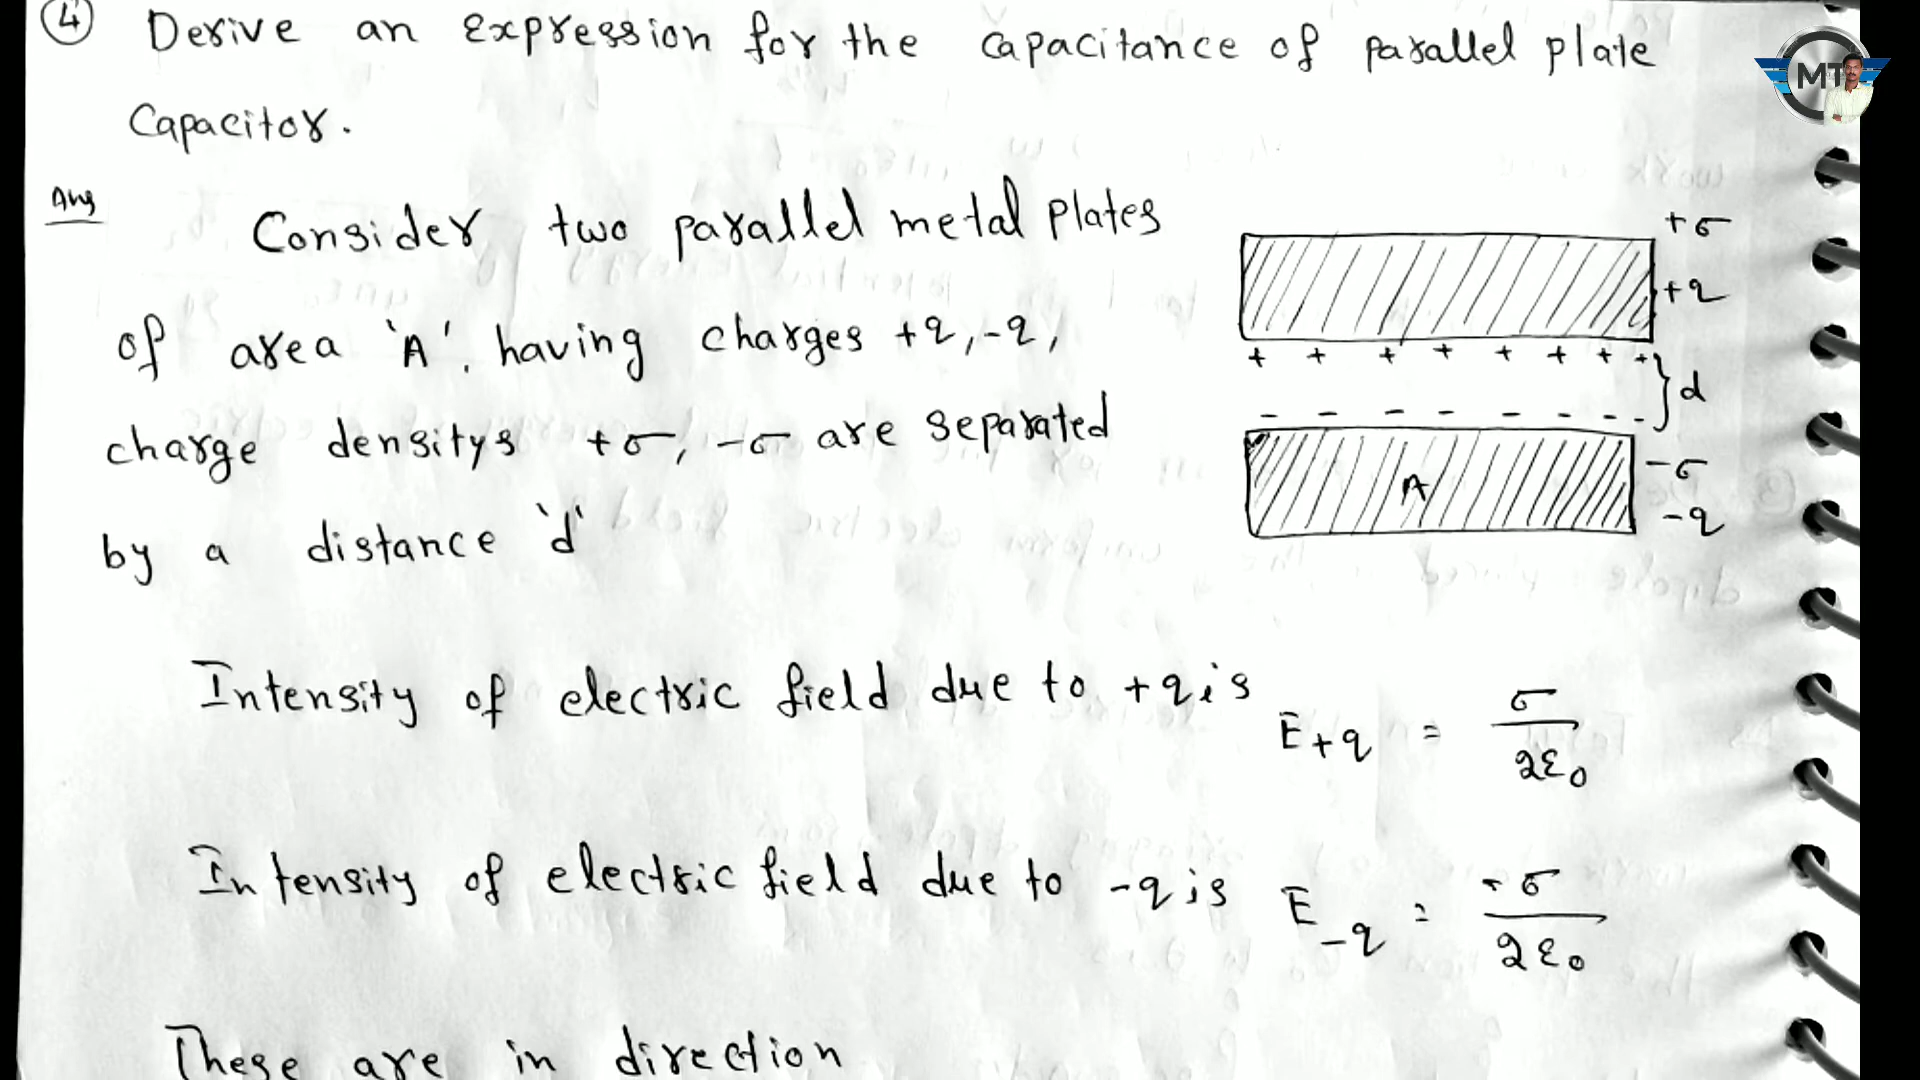 4 Derive an Expression for the capacitance of parallel plate
Capacitor.
Ans
Consider two parallel metal plates
of area 'A'. having charges +q, -q,
charge densitys +σ, -σ are separated
by a distance 'd'
+σ
+q
+ + + + + + + +
d
- - - - - - - -
A
-σ
-q
Intensity of electric field due to +q is E+q = σ/2ε0
Intensity of electric field due to -q is E-q = -σ/2ε0
These are in direction
MT